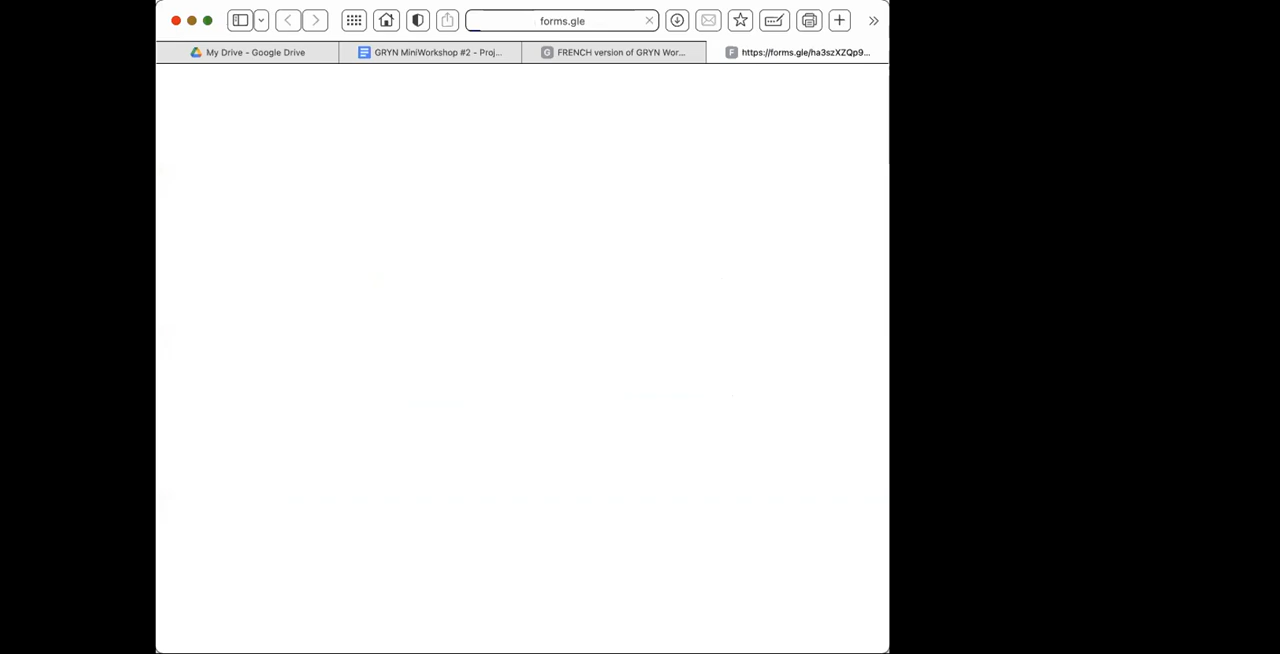 forms.gle
My Drive - Google Drive
GRYN MiniWorkshop #2 - Proj...
G FRENCH version of GRYN Wor...
F https://forms.gle/ha3szXZQp9...